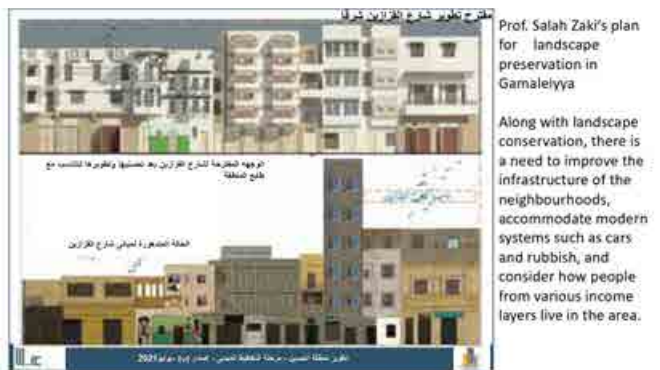 مقترح تطوير شارع القزازين شرقا
الوجهه المقترحة لشارع القزازين بعد تحسينها وتطويرها لتتناسب مع
طابع المنطقة
الحالة المتدهورة لمباني شارع القزازين
Prof. Salah Zaki's plan
for landscape
preservation in
Gamaleiyya
Along with landscape
conservation, there is
a need to improve the
infrastructure of the
neighbourhoods,
accommodate modern
systems such as cars
and rubbish, and
consider how people
from various income
layers live in the area.